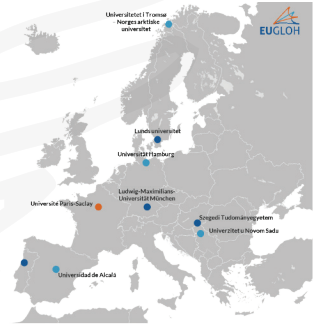 Universitetet i Tromsø
- Norges arktiske
universitet
EUGLOH
Lunds universitet
Universität Hamburg
Ludwig-Maximilians-
Universität München
Université Paris-Saclay
Szegedi Tudományegyetem
Univerzitet u Novom Sadu
Universidad de Alcalá